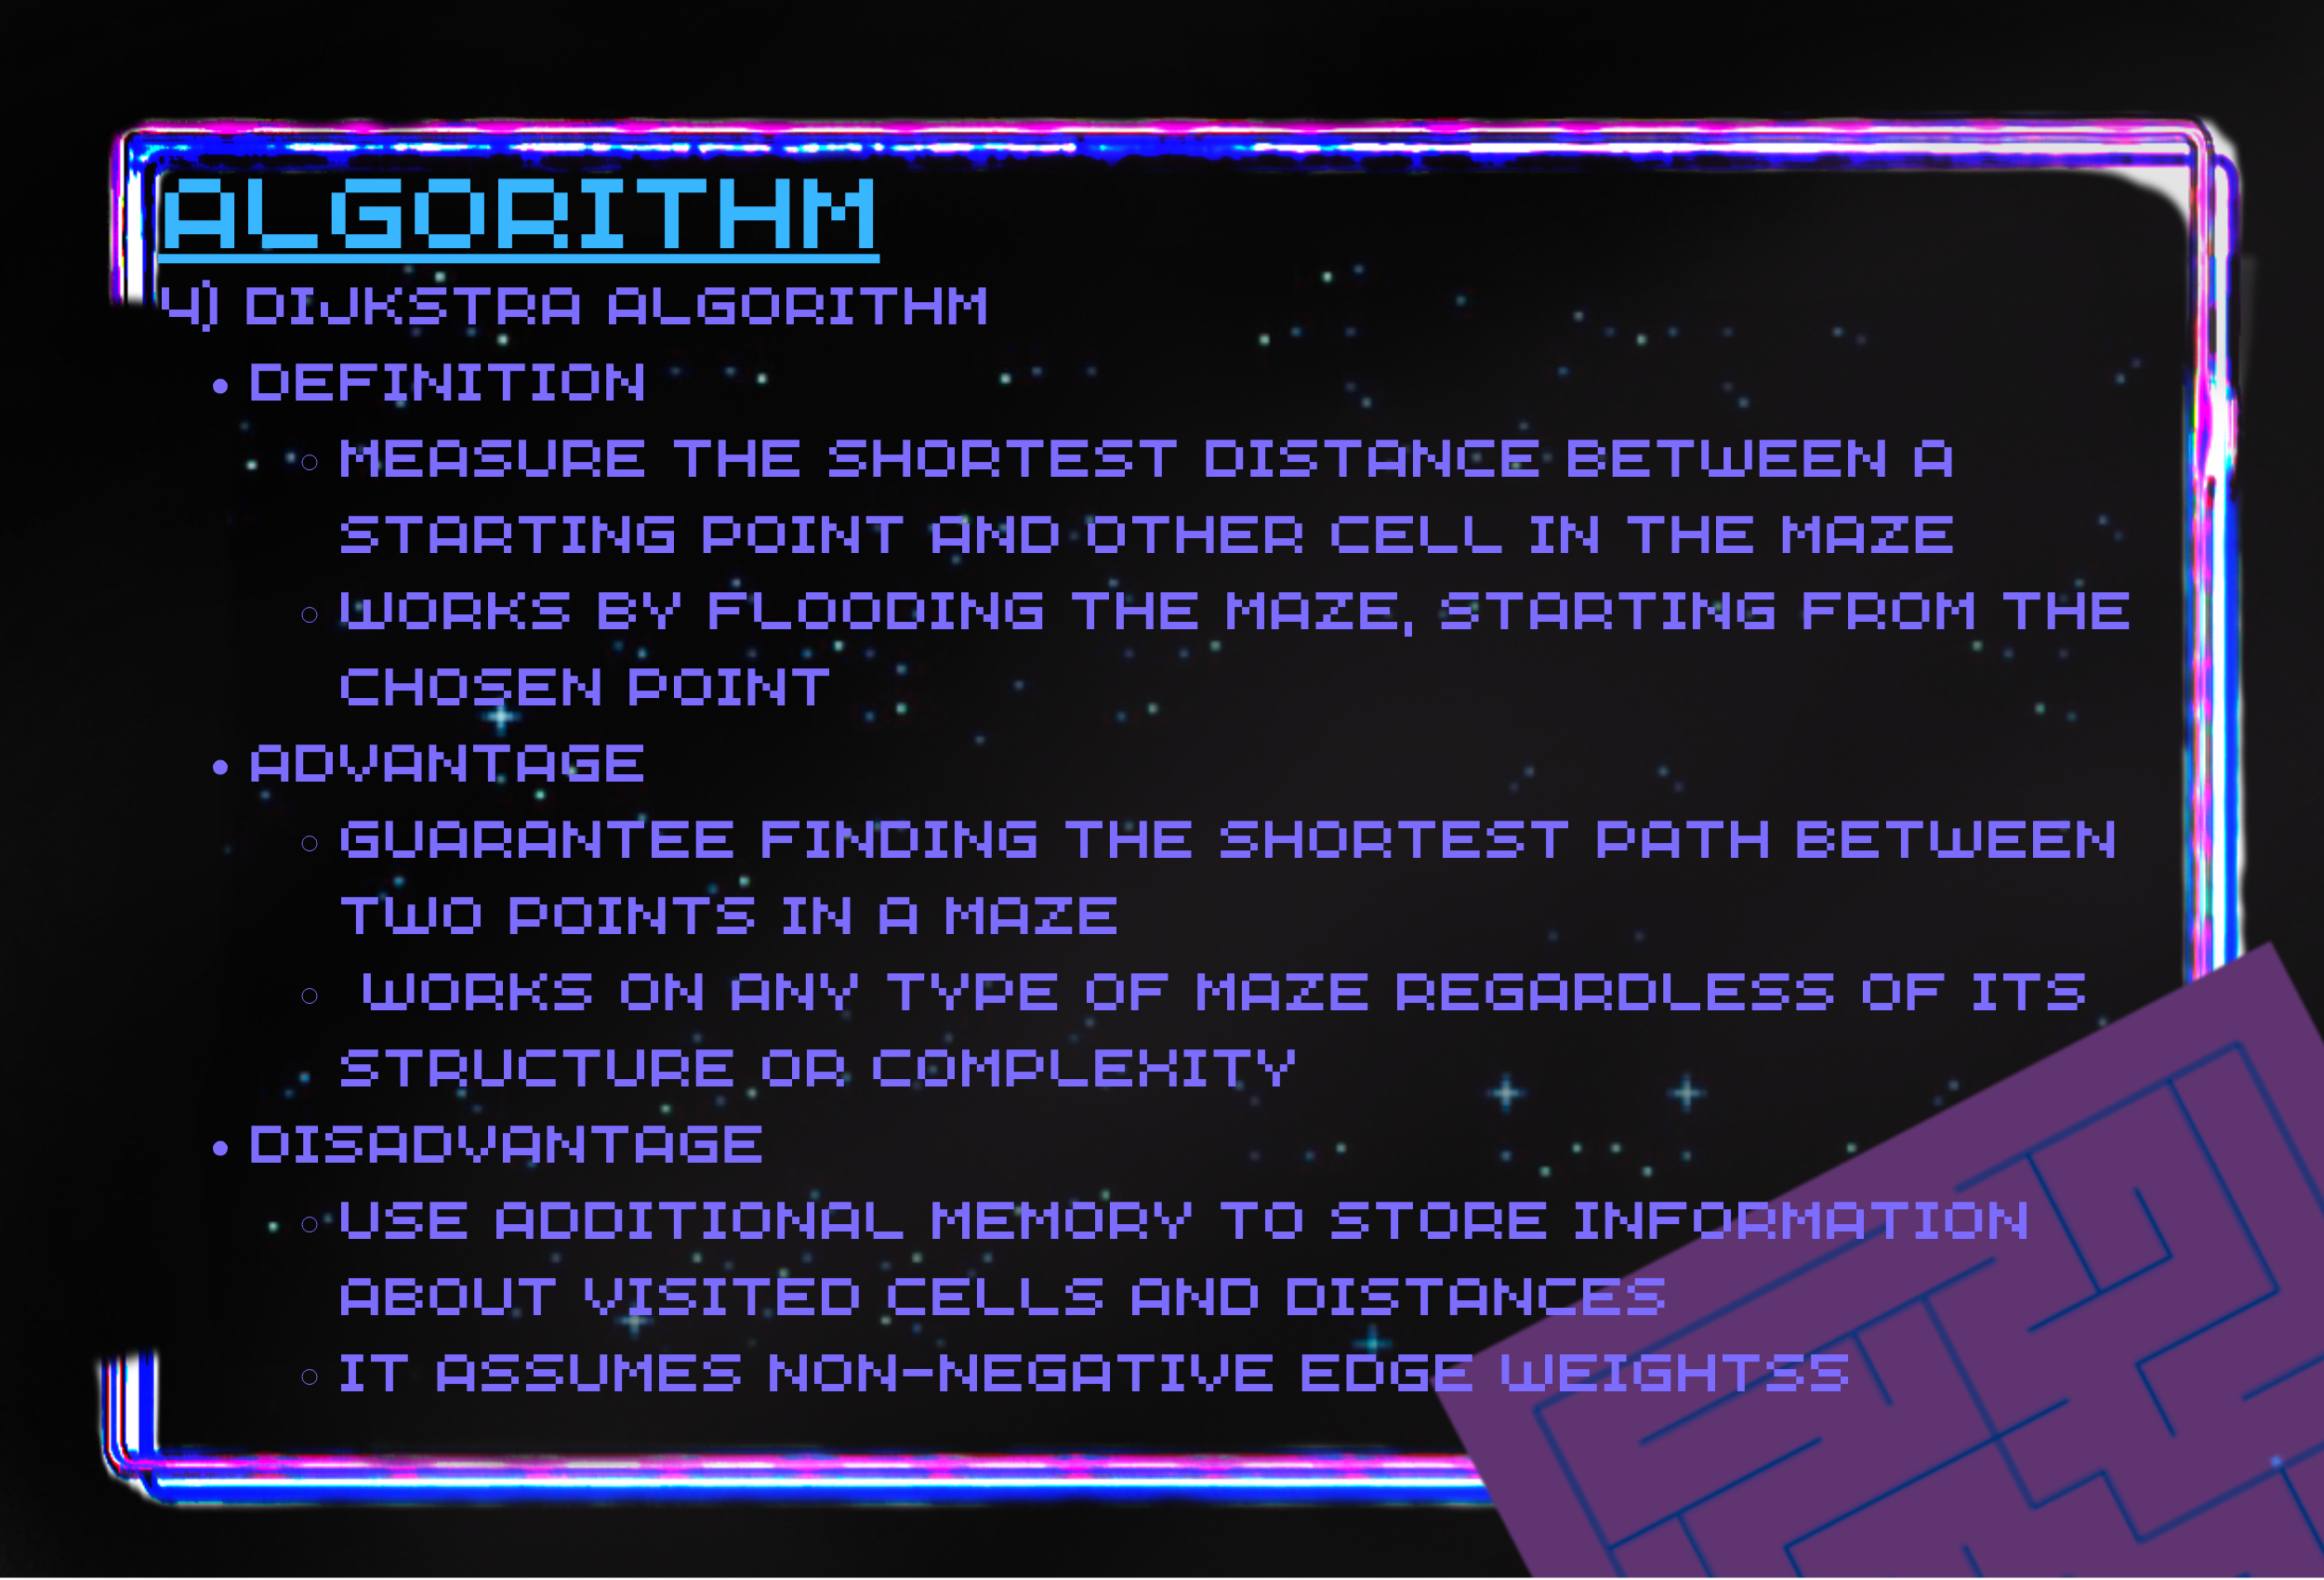 ALGORITHM
4) DIJKSTRA ALGORITHM
• DEFINITION
○ MEASURE THE SHORTEST DISTANCE BETWEEN A
STARTING POINT AND OTHER CELL IN THE MAZE
○ WORKS BY FLOODING THE MAZE, STARTING FROM THE
CHOSEN POINT
• ADVANTAGE
○ GUARANTEE FINDING THE SHORTEST PATH BETWEEN
TWO POINTS IN A MAZE
○ WORKS ON ANY TYPE OF MAZE REGARDLESS OF ITS
STRUCTURE OR COMPLEXITY
• DISADVANTAGE
○ USE ADDITIONAL MEMORY TO STORE INFORMATION
ABOUT VISITED CELLS AND DISTANCES
○ IT ASSUMES NON-NEGATIVE EDGE WEIGHTSS